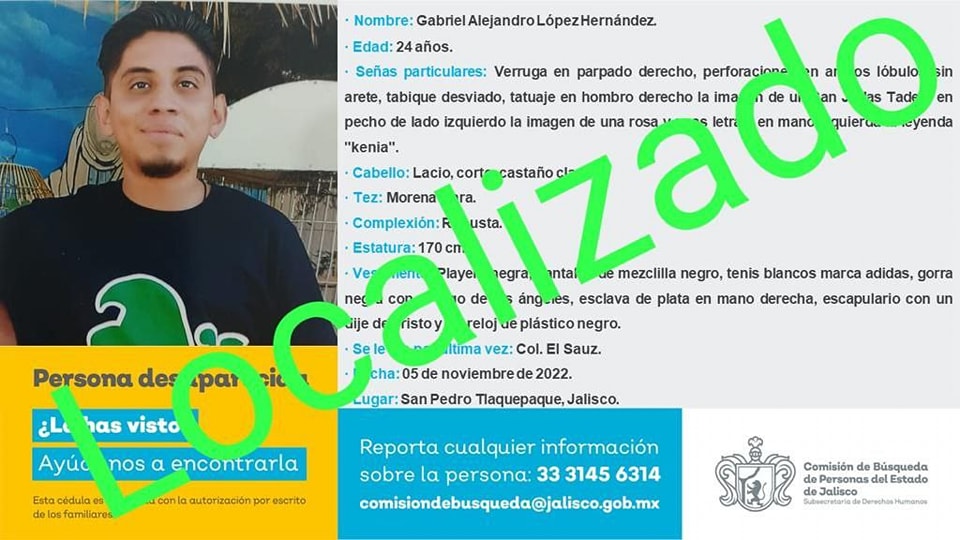 · Nombre: Gabriel Alejandro López Hernández.
· Edad: 24 años.
· Señas particulares: Verruga en parpado derecho, perforaciones en ambos lóbulos sin
arete, tabique desviado, tatuaje en hombro derecho la imagen de un San Judas Tadeo, en
pecho de lado izquierdo la imagen de una rosa y letras en mano izquierda leyenda
"kenia".
· Cabello: Lacio, corto, castaño
· Tez: Morena clara.
· Complexión: Robusta.
· Estatura: 170 cm.
· Vestimenta: Playera negra, pantalón de mezclilla negro, tenis blancos marca adidas, gorra
negra con logo de los ángeles, esclava de plata en mano derecha, escapulario con un
dije de Cristo y reloj de plástico negro.
· Se le vio por última vez: Col. El Sauz.
· Fecha: 05 de noviembre de 2022.
· Lugar: San Pedro Tlaquepaque, Jalisco.
Localizado
Persona desaparecida
¿La has visto?
Ayúdanos a encontrarla
Esta cédula es con la autorización por escrito
de los familiares
Reporta cualquier información
sobre la persona: 33 3145 6314
comisiondebusqueda@jalisco.gob.mx
Comisión de Búsqueda
de Personas del Estado
de Jalisco
Subsecretaría de Derechos Humanos